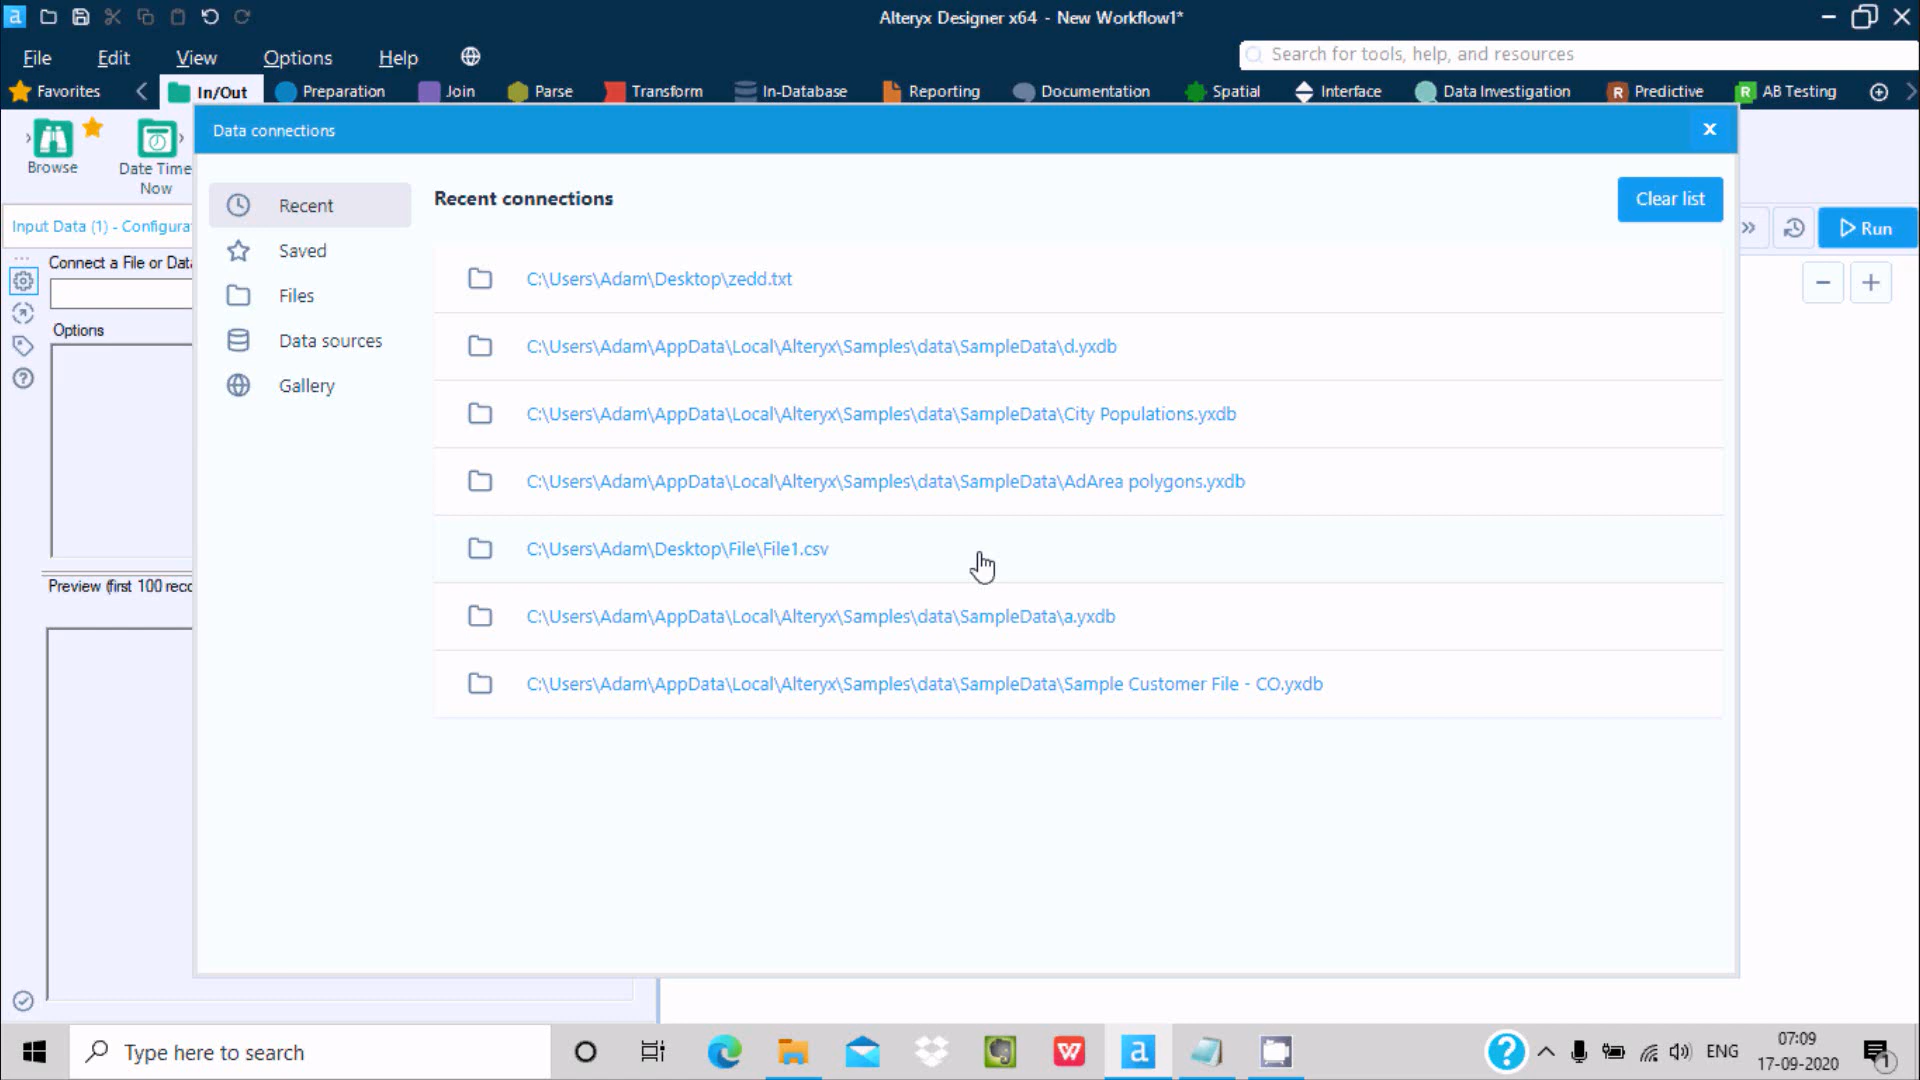 Alteryx Designer x64 - New Workflow1*
File Edit View Options Help
Search for tools, help, and resources
Favorites In/Out Preparation Join Parse Transform In-Database Reporting Documentation Spatial Interface Data Investigation Predictive AB Testing
Browse
Date Time
Now
Data connections
Input Data (1) - Configura
Connect a File or Data
Options
Preview (first 100 reco
Recent
Saved
Files
Data sources
Gallery
Recent connections
Clear list
Run
C:\Users\Adam\Desktop\zedd.txt
C:\Users\Adam\AppData\Local\Alteryx\Samples\data\SampleData\d.yxdb
C:\Users\Adam\AppData\Local\Alteryx\Samples\data\SampleData\City Populations.yxdb
C:\Users\Adam\AppData\Local\Alteryx\Samples\data\SampleData\AdArea polygons.yxdb
C:\Users\Adam\Desktop\File\File1.csv
C:\Users\Adam\AppData\Local\Alteryx\Samples\data\SampleData\a.yxdb
C:\Users\Adam\AppData\Local\Alteryx\Samples\data\SampleData\Sample Customer File - CO.yxdb
Type here to search
ENG
07:09
17-09-2020
1